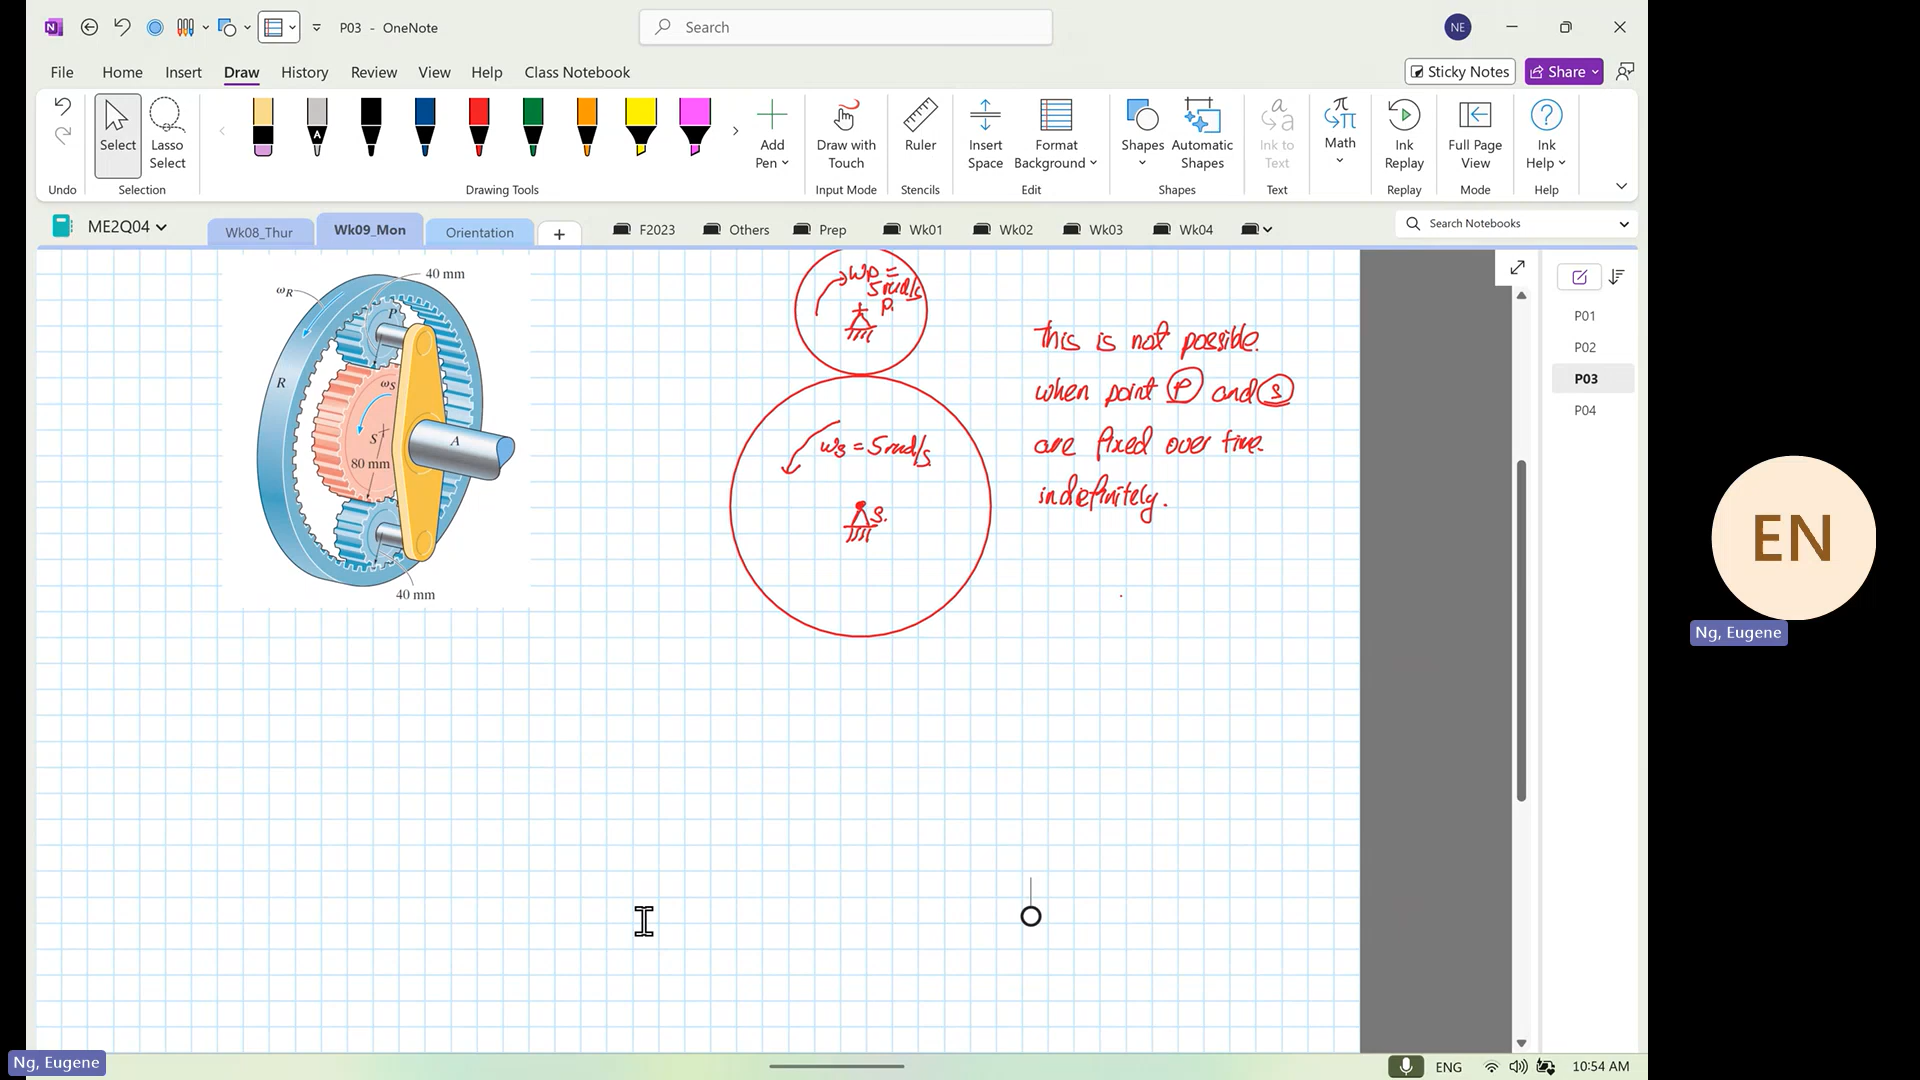 P03 - OneNote
Search
NE
File Home Insert Draw History Review View Help Class Notebook
Sticky Notes Share
Select Lasso Select Add Pen Draw with Touch Ruler Insert Space Format Background Shapes Automatic Shapes Ink to Text Math Ink Replay Full Page View Ink Help
Undo Selection Drawing Tools Input Mode Stencils Edit Shapes Text Replay Mode Help
ME2Q04 Wk08_Thur Wk09_Mon Orientation F2023 Others Prep Wk01 Wk02 Wk03 Wk04
Search Notebooks
P01
P02
P03
P04
40 mm
ωR
P
R
ωS
S
A
80 mm
40 mm
ωP =
5 rad/s
P.
ωs = 5 rad/s
S.
This is not possible.
when point P and S
are fixed over time
indefinitely.
EN
Ng, Eugene
Ng, Eugene
ENG 10:54 AM